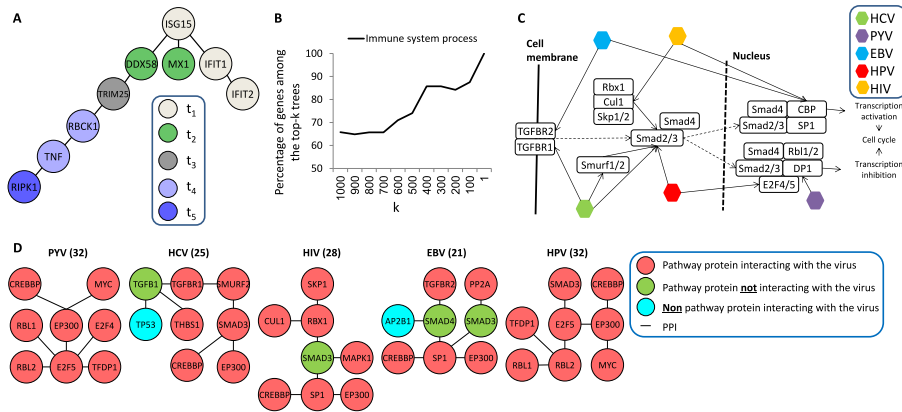 A
ISG15
DDX58
MX1
IFIT1
TRIM25
IFIT2
RBCK1
TNF
RIPK1
t1
t2
t3
t4
t5
B
Immune system process
Percentage of genes among
the top-k trees
100
90
80
70
60
50
1000
900
800
700
600
500
400
300
200
100
1
k
C
Cell
membrane
Nucleus
HCV
PYV
EBV
HPV
HIV
Rbx1
Cul1
Skp1/2
Smad4
Smad2/3
TGFBR2
TGFBR1
Smurf1/2
Smad4
CBP
Smad2/3
SP1
Smad4
Rbl1/2
Smad2/3
DP1
E2F4/5
Transcription
activation
Cell cycle
Transcription
inhibition
D
PYV (32)
CREBBP
MYC
RBL1
EP300
E2F4
RBL2
E2F5
TFDP1
HCV (25)
TGFB1
TGFBR1
SMURF2
TP53
THBS1
SMAD3
CREBBP
EP300
HIV (28)
SKP1
CUL1
RBX1
SMAD3
MAPK1
CREBBP
SP1
EP300
EBV (21)
TGFBR2
PP2A
AP2B1
SMAD4
SMAD3
CREBBP
SP1
EP300
HPV (32)
SMAD3
CREBBP
TFDP1
E2F5
EP300
RBL1
RBL2
MYC
Pathway protein interacting with the virus
Pathway protein not interacting with the virus
Non pathway protein interacting with the virus
PPI